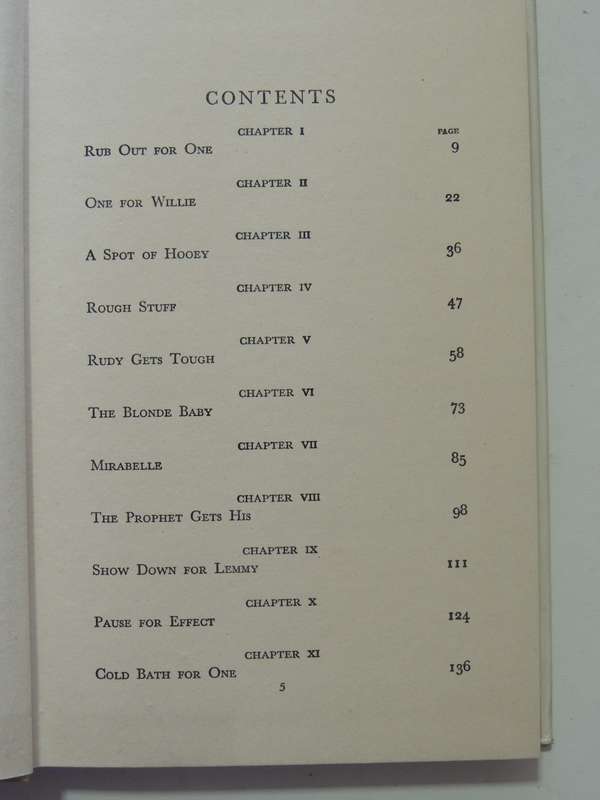 CONTENTS
CHAPTER I PAGE
RUB OUT FOR ONE 9
CHAPTER II
ONE FOR WILLIE 22
CHAPTER III
A SPOT OF HOOEY 36
CHAPTER IV
ROUGH STUFF 47
CHAPTER V
RUDY GETS TOUGH 58
CHAPTER VI
THE BLONDE BABY 73
CHAPTER VII
MIRABELLE 85
CHAPTER VIII
THE PROPHET GETS HIS 98
CHAPTER IX
SHOW DOWN FOR LEMMY 111
CHAPTER X
PAUSE FOR EFFECT 124
CHAPTER XI
COLD BATH FOR ONE 136
5